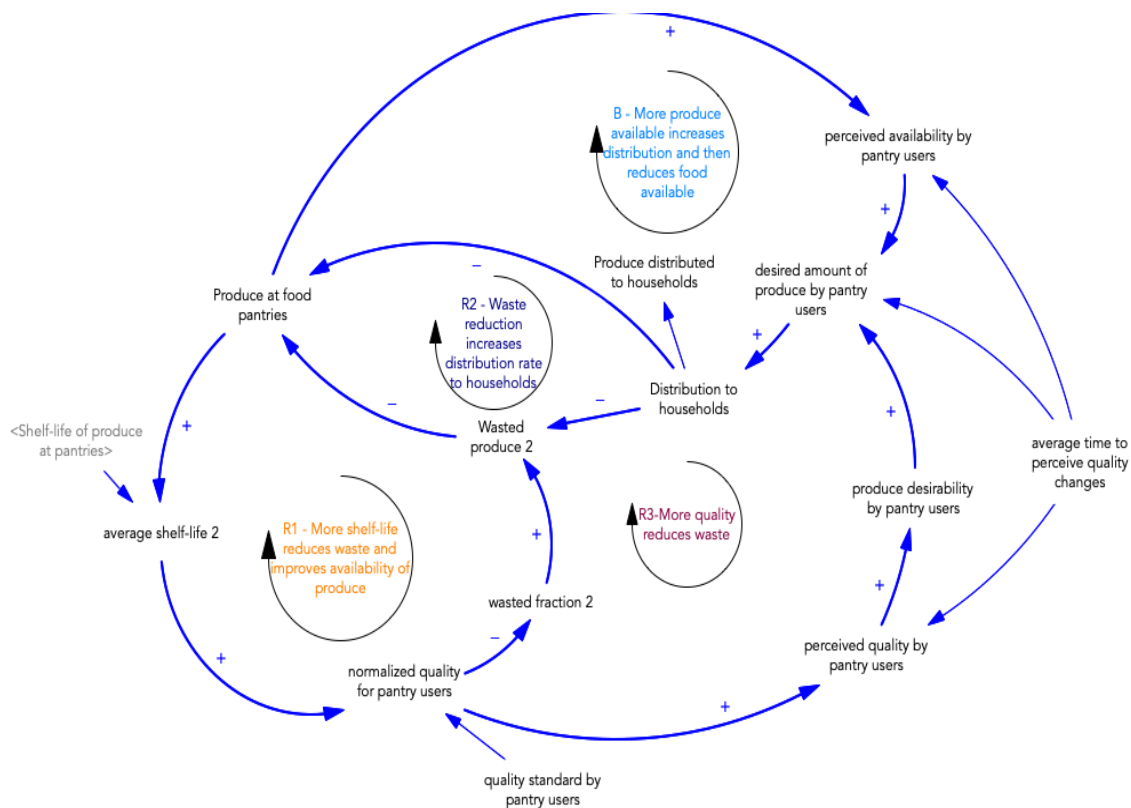 +
B - More produce
available increases
distribution and then
reduces food
available
perceived availability by
pantry users
+
Produce distributed
to households
desired amount of
produce by pantry
users
–
Produce at food
pantries
R2 - Waste
reduction
increases
distribution rate
to households
+
Distribution to
households
–
–
Wasted
produce 2
+
+
<Shelf-life of produce
at pantries>
average time to
perceive quality
changes
R3-More quality
reduces waste
produce desirability
by pantry users
average shelf-life 2
R1 - More shelf-life
reduces waste and
improves availability of
produce
+
wasted fraction 2
+
–
+
normalized quality
for pantry users
perceived quality by
pantry users
+
quality standard by
pantry users